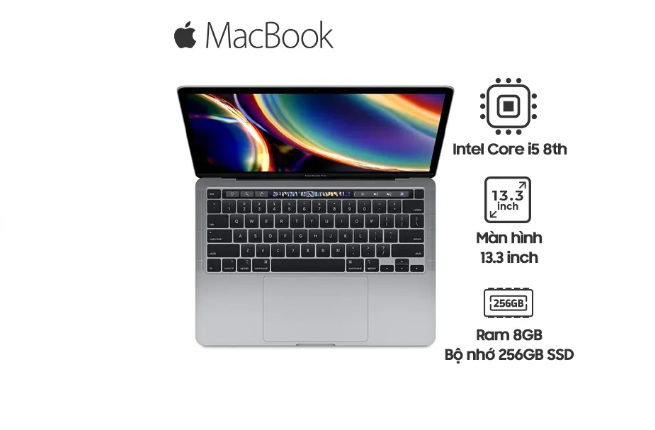 MacBook
Intel Core i5 8th
13.3
inch
Màn hình
13.3 inch
256GB
Ram 8GB
Bộ nhớ 256GB SSD